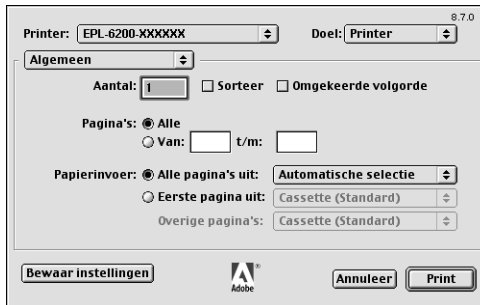 8.7.0
Printer: EPL-6200-XXXXXX Doel: Printer
Algemeen
Aantal: 1 Sorteer Omgekeerde volgorde
Pagina's: Alle
Van: t/m:
Papierinvoer: Alle pagina's uit: Automatische selectie
Eerste pagina uit: Cassette (Standard)
Overige pagina's: Cassette (Standard)
Bewaar instellingen Adobe® Annuleer Print